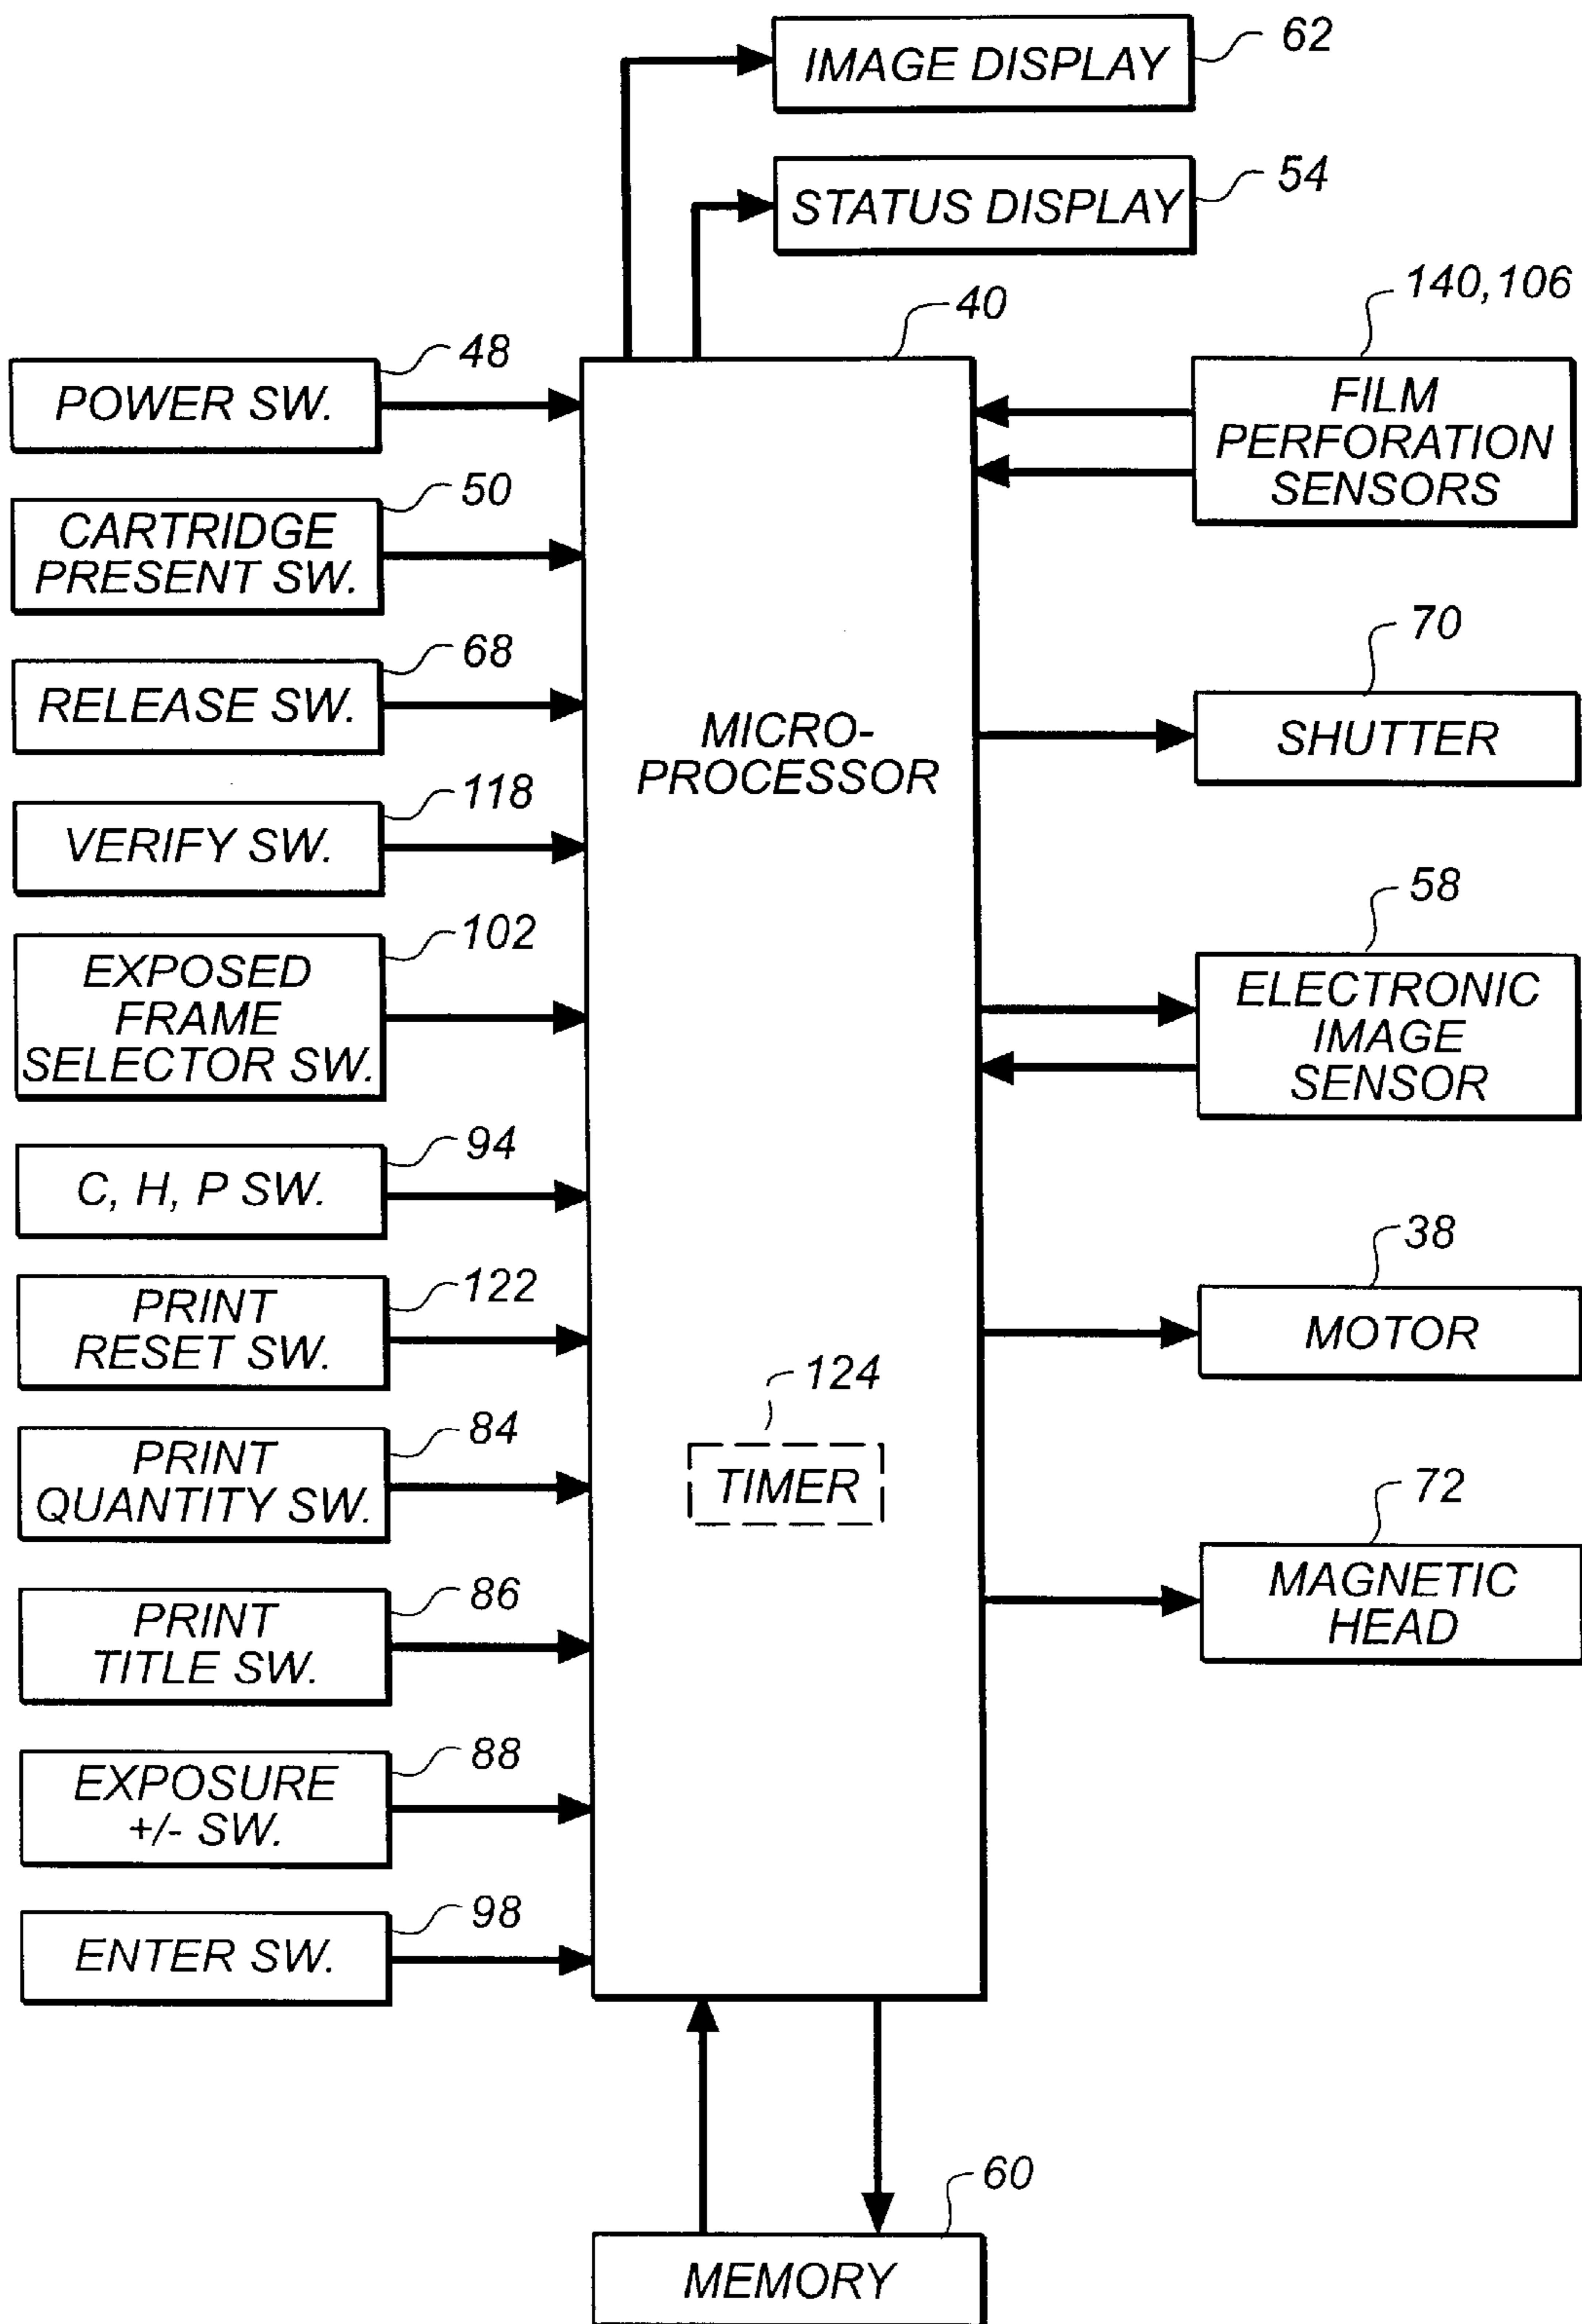 IMAGE DISPLAY
62
STATUS DISPLAY
54
40
140,106
48
POWER SW.
FILM
PERFORATION
SENSORS
50
CARTRIDGE
PRESENT SW.
68
RELEASE SW.
70
SHUTTER
MICRO-
PROCESSOR
118
VERIFY SW.
58
ELECTRONIC
IMAGE
SENSOR
102
EXPOSED
FRAME
SELECTOR SW.
94
C, H, P SW.
38
MOTOR
122
PRINT
RESET SW.
124
TIMER
84
PRINT
QUANTITY SW.
72
MAGNETIC
HEAD
86
PRINT
TITLE SW.
88
EXPOSURE
+/- SW.
98
ENTER SW.
60
MEMORY